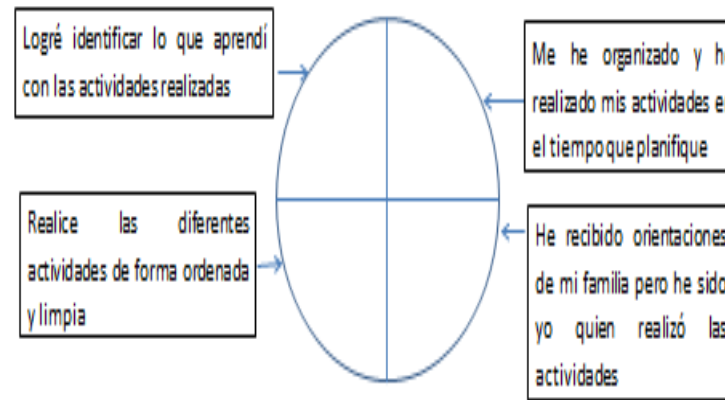 Logré identificar lo que aprendí
con las actividades realizadas
Me he organizado y h
realizado mis actividades e
el tiempo que planifique
Realice las diferentes
actividades de forma ordenada
y limpia
He recibido orientaciones
de mi familia pero he sido
yo quien realizó las
actividades